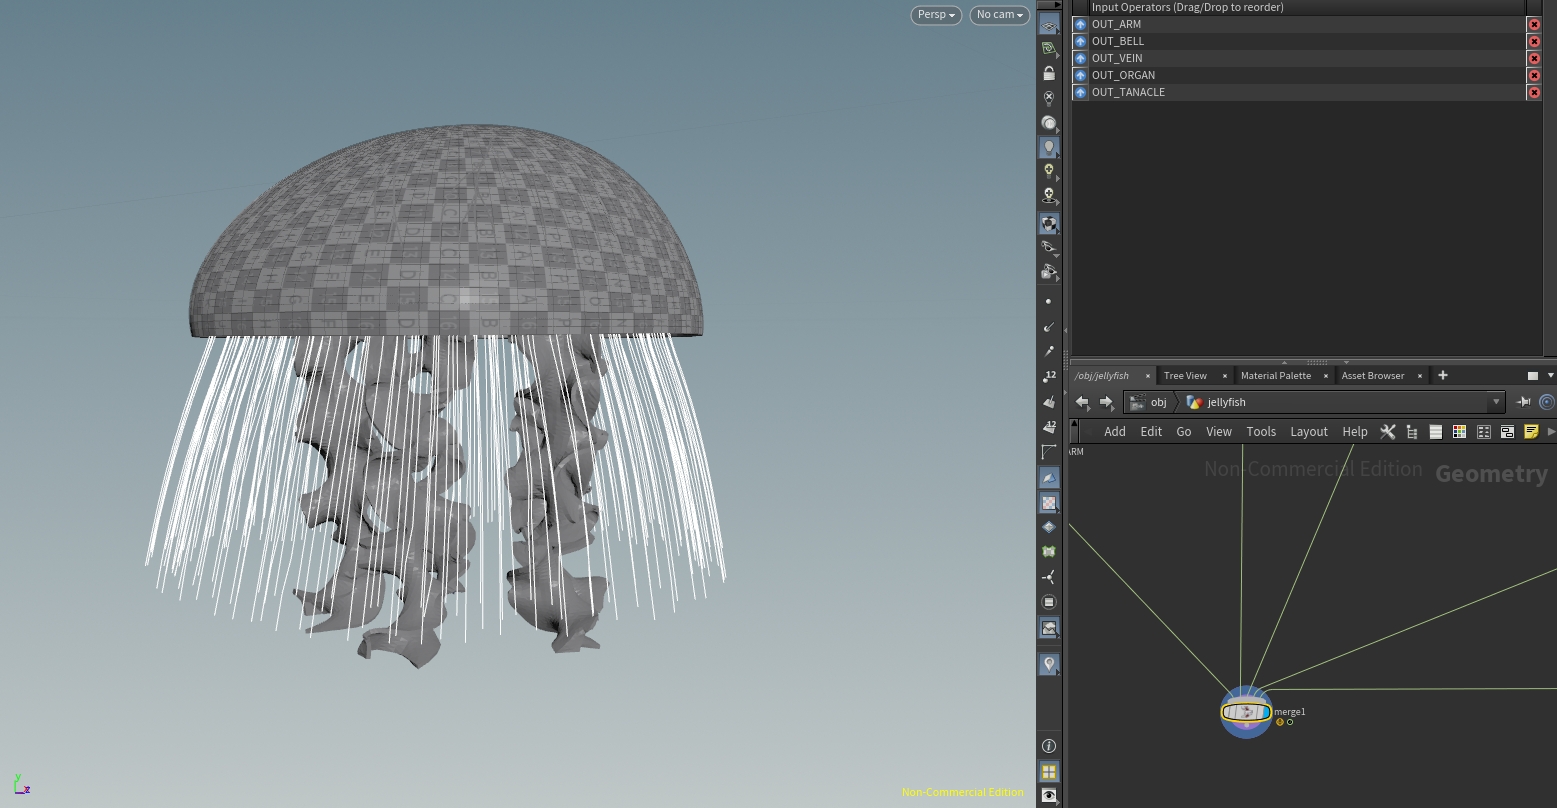 Persp
No cam
Input Operators (Drag/Drop to reorder)
OUT_ARM
OUT_BELL
OUT_VEIN
OUT_ORGAN
OUT_TANACLE
12
12
/obj/jellyfish
Tree View
Material Palette
Asset Browser
obj
jellyfish
Add Edit Go View Tools Layout Help
ARM
Non-Commercial Edition
Geometry
merge1
y
z
Non-Commercial Edition